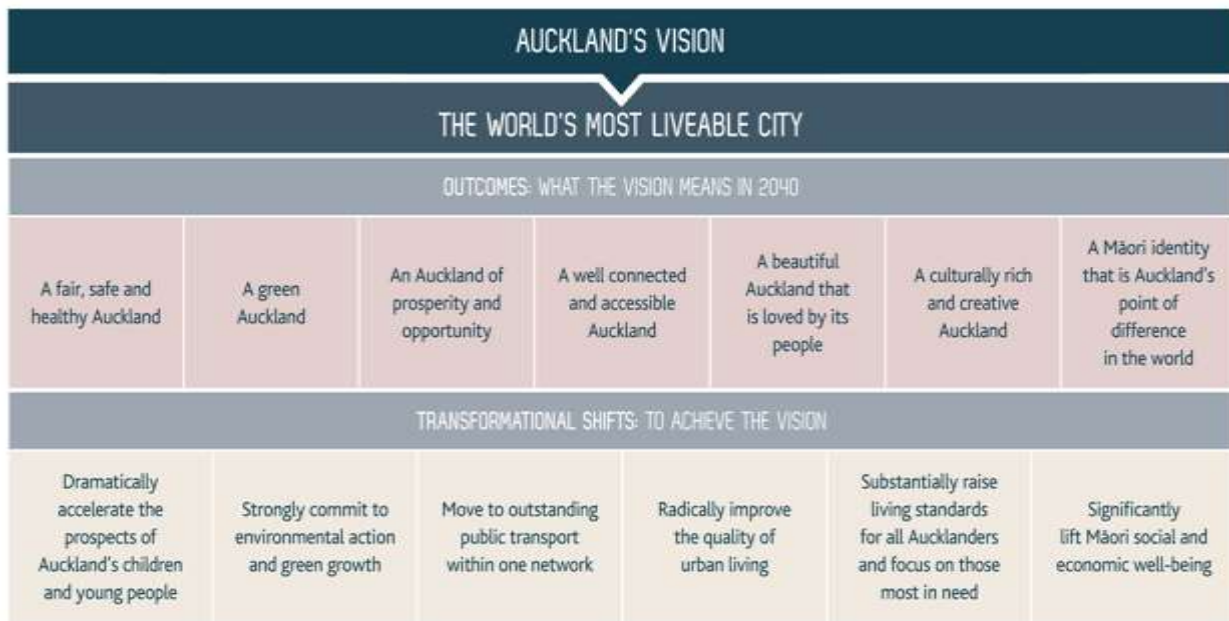 AUCKLAND'S VISION
THE WORLD'S MOST LIVEABLE CITY
OUTCOMES: WHAT THE VISION MEANS IN 2040
A fair, safe and
healthy Auckland
A green
Auckland
An Auckland of
prosperity and
opportunity
A well connected
and accessible
Auckland
A beautiful
Auckland that
is loved by its
people
A culturally rich
and creative
Auckland
A Māori identity
that is Auckland's
point of
difference
in the world
TRANSFORMATIONAL SHIFTS: TO ACHIEVE THE VISION
Dramatically
accelerate the
prospects of
Auckland's children
and young people
Strongly commit to
environmental action
and green growth
Move to outstanding
public transport
within one network
Radically improve
the quality of
urban living
Substantially raise
living standards
for all Aucklanders
and focus on those
most in need
Significantly
lift Māori social and
economic well-being